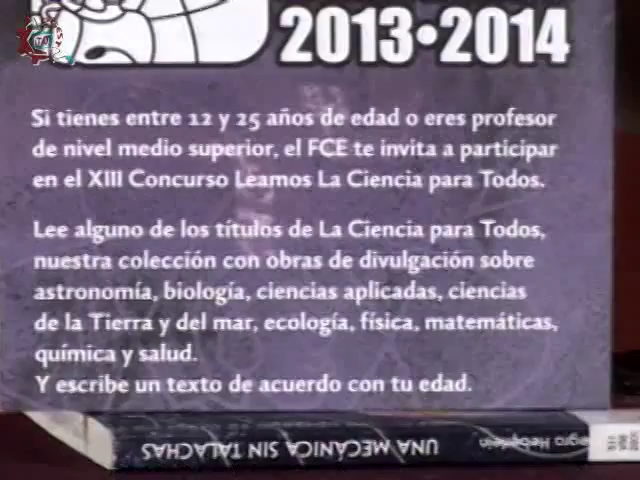 2013•2014
Si tienes entre 12 y 25 años de edad o eres profesor
de nivel medio superior, el FCE te invita a participar
en el XIII Concurso Leamos La Ciencia para Todos.
Lee alguno de los títulos de La Ciencia para Todos,
nuestra colección con obras de divulgación sobre
astronomía, biología, ciencias aplicadas, ciencias
de la Tierra y del mar, ecología, física, matemáticas,
química y salud.
Y escribe un texto de acuerdo con tu edad.
UNA MECÁNICA SIN TALACHAS